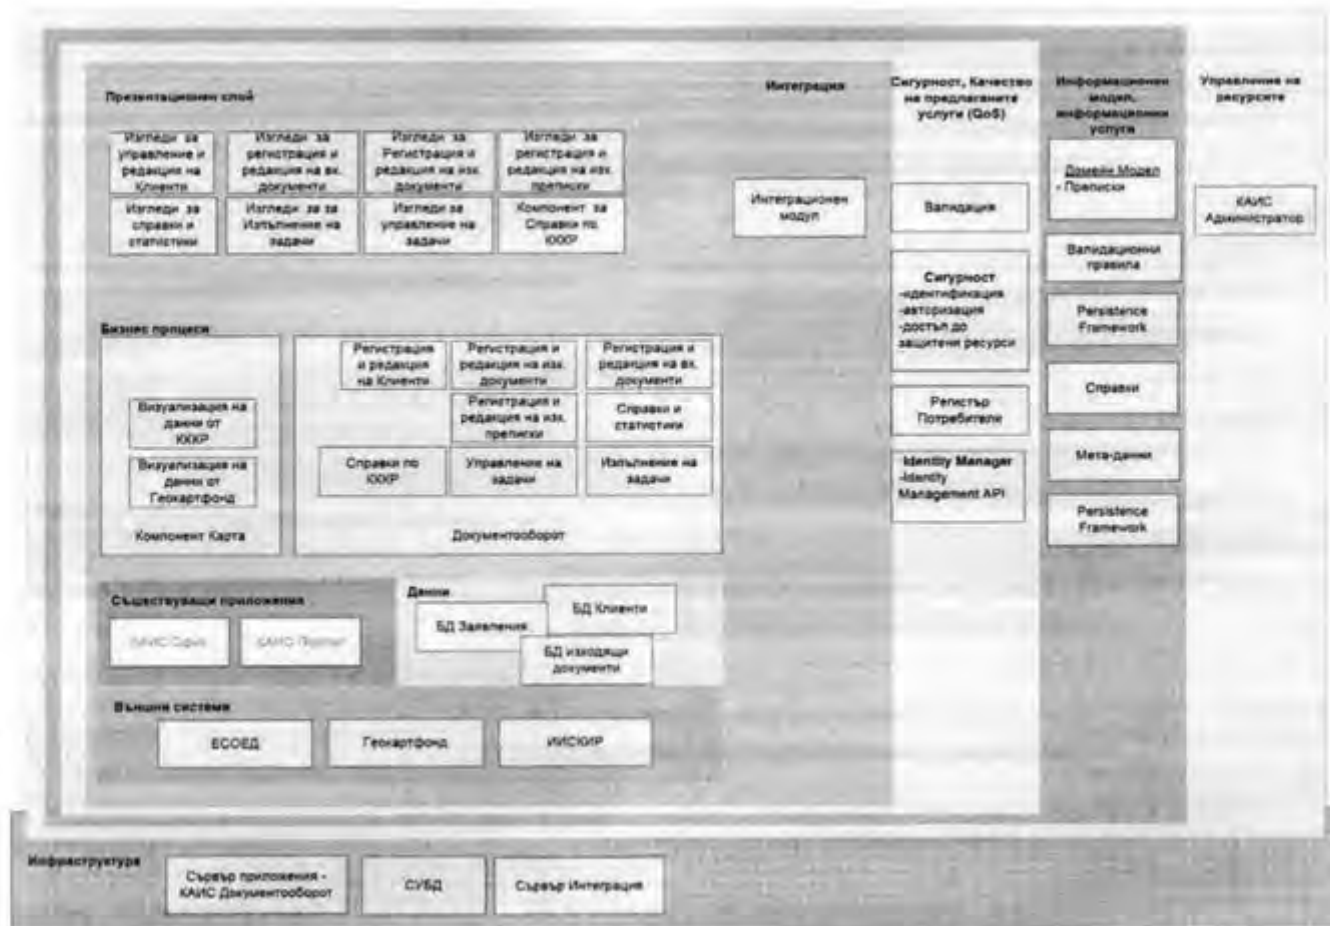 Презентационен слой
Изгледи за
управление и
редакция на
Клиенти
Изгледи за
регистрация и
редакция на вх.
документи
Изгледи за
Регистрация и
редакция на изх.
документи
Изгледи за
регистрация и
редакция на изх.
преписки
Изгледи за
справки и
статистики
Изгледи за за
Изпълнение на
задачи
Изгледи за
управление на
задачи
Компонент за
Справки по
КККР
Бизнес процеси
Визуализация на
данни от
КККР
Визуализация на
данни от
Геокартфонд
Компонент Карта
Регистрация
и редакция
на Клиенти
Регистрация и
редакция на изх.
документи
Регистрация и
редакция на вх.
документи
Регистрация и
редакция на изх.
преписки
Справки и
статистики
Справки по
КККР
Управление на
задачи
Изпълнение на
задачи
Документооборот
Съществуващи приложения
КАИС
КАИС
Данни
БД Заявления
БД Клиенти
БД изходящи
документи
Външни системи
ЕСОЕД
Геокартфонд
ИИСКИР
Интеграция
Интеграционен
модул
Сигурност, Качество
на предлаганите
услуги (QoS)
Валидация
Сигурност
-идентификация
-авторизация
-достъп до
защитени ресурси
Регистър
Потребители
Identity Manager
-Identity
Management API
Информационен
модел,
информационни
услуги
Домейн Модел
- Преписки
Валидационни
правила
Persistence
Framework
Справки
Мета-данни
Persistence
Framework
Управление на
ресурсите
КАИС
Администратор
Инфраструктура
Сървър приложения -
КАИС Документооборот
СУБД
Сървър Интеграция